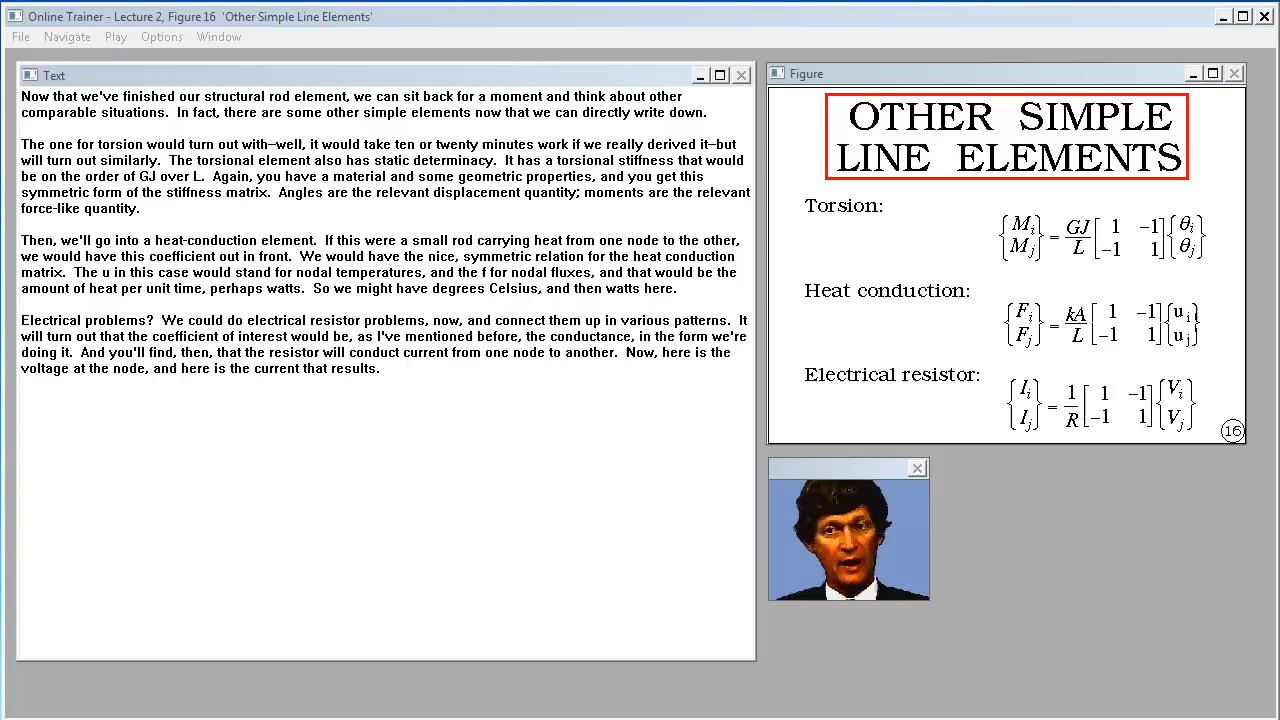 Online Trainer - Lecture 2, Figure 16 'Other Simple Line Elements'
File Navigate Play Options Window
Text
Now that we've finished our structural rod element, we can sit back for a moment and think about other
comparable situations. In fact, there are some other simple elements now that we can directly write down.
The one for torsion would turn out with–well, it would take ten or twenty minutes work if we really derived it–but
will turn out similarly. The torsional element also has static determinacy. It has a torsional stiffness that would
be on the order of GJ over L. Again, you have a material and some geometric properties, and you get this
symmetric form of the stiffness matrix. Angles are the relevant displacement quantity; moments are the relevant
force-like quantity.
Then, we'll go into a heat-conduction element. If this were a small rod carrying heat from one node to the other,
we would have this coefficient out in front. We would have the nice, symmetric relation for the heat conduction
matrix. The u in this case would stand for nodal temperatures, and the f for nodal fluxes, and that would be the
amount of heat per unit time, perhaps watts. So we might have degrees Celsius, and then watts here.
Electrical problems? We could do electrical resistor problems, now, and connect them up in various patterns. It
will turn out that the coefficient of interest would be, as I've mentioned before, the conductance, in the form we're
doing it. And you'll find, then, that the resistor will conduct current from one node to another. Now, here is the
voltage at the node, and here is the current that results.
Figure
OTHER SIMPLE
LINE ELEMENTS
Torsion:
{M_i M_j} = GJ/L [1 -1 -1 1] {θ_i θ_j}
Heat conduction:
{F_i F_j} = kA/L [1 -1 -1 1] {u_i u_j}
Electrical resistor:
{I_i I_j} = 1/R [1 -1 -1 1] {V_i V_j}
16